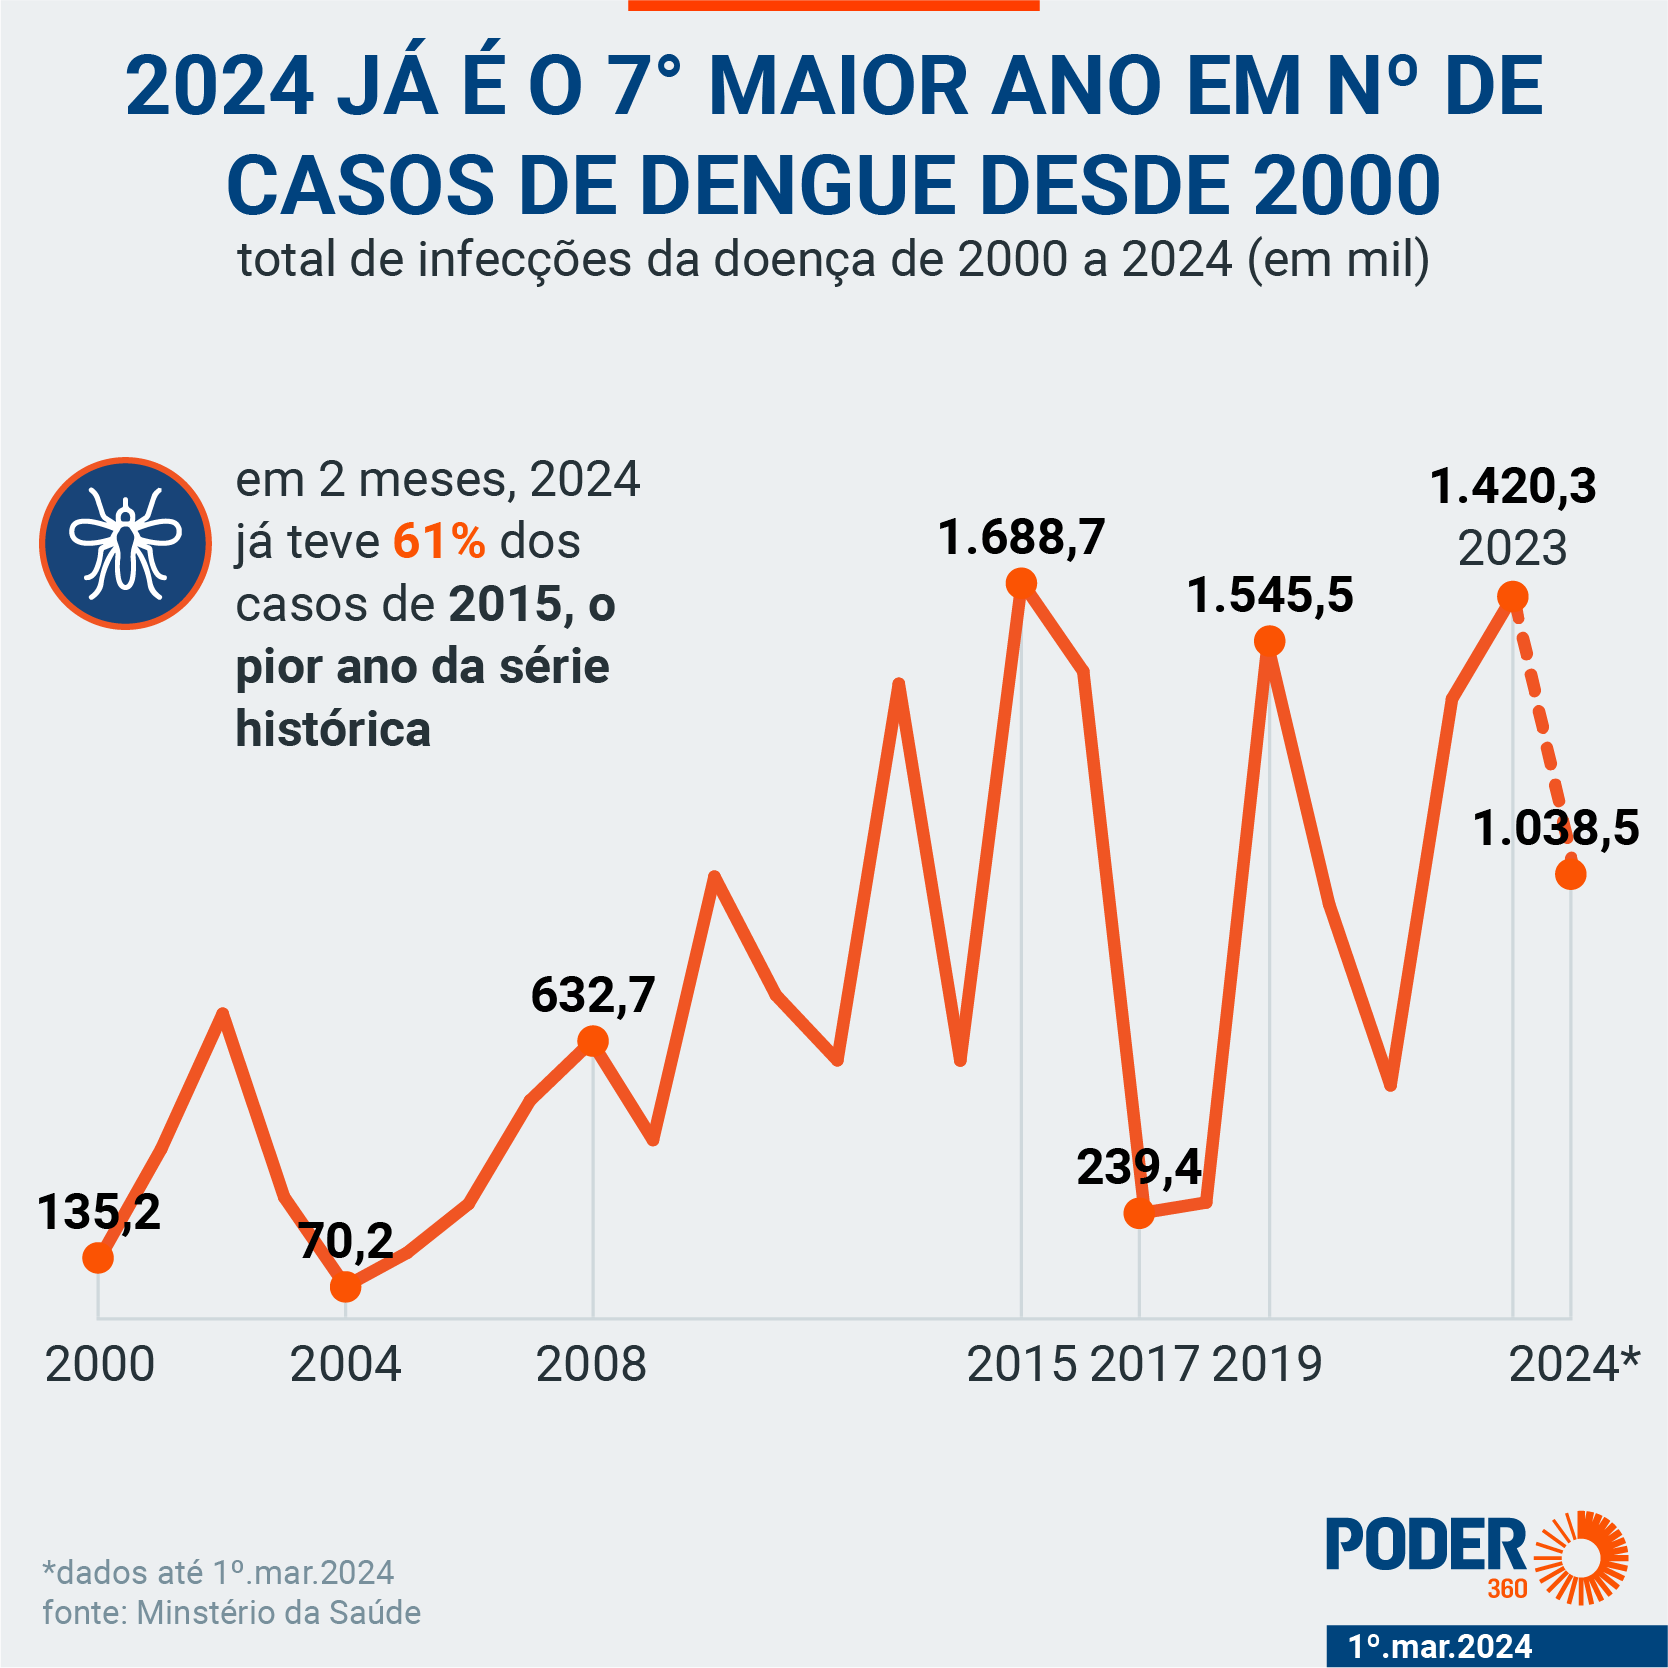 2024 JÁ É O 7° MAIOR ANO EM Nº DE
CASOS DE DENGUE DESDE 2000
total de infecções da doença de 2000 a 2024 (em mil)
em 2 meses, 2024
já teve 61% dos
casos de 2015, o
pior ano da série
histórica
1.420,3
2023
1.688,7
1.545,5
1.038,5
632,7
239,4
135,2
70,2
2000 2004 2008 2015 2017 2019 2024*
*dados até 1º.mar.2024
fonte: Minstério da Saúde
PODER
360
1º.mar.2024